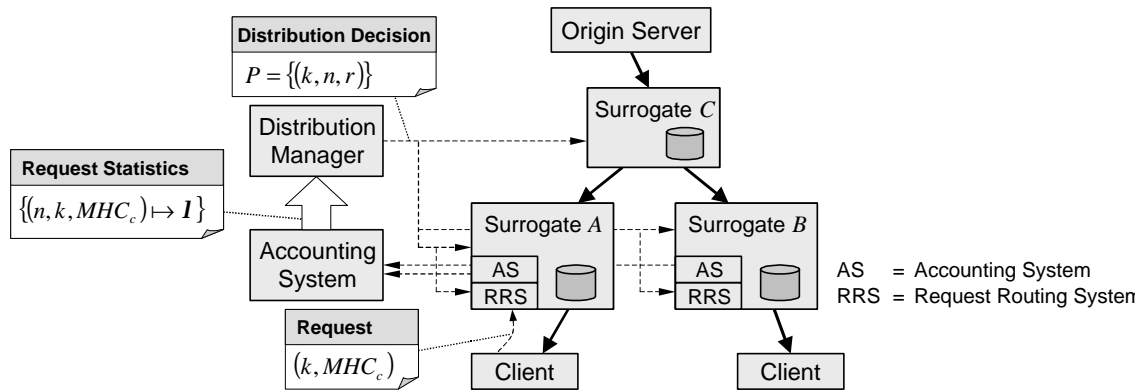 Distribution Decision
P = {(k, n, r)}
Origin Server
Surrogate C
Distribution
Manager
Request Statistics
{(n, k, MHC_c) ↦ l}
Accounting
System
Surrogate A
AS
RRS
Surrogate B
AS
RRS
AS = Accounting System
RRS = Request Routing System
Request
(k, MHC_c)
Client
Client